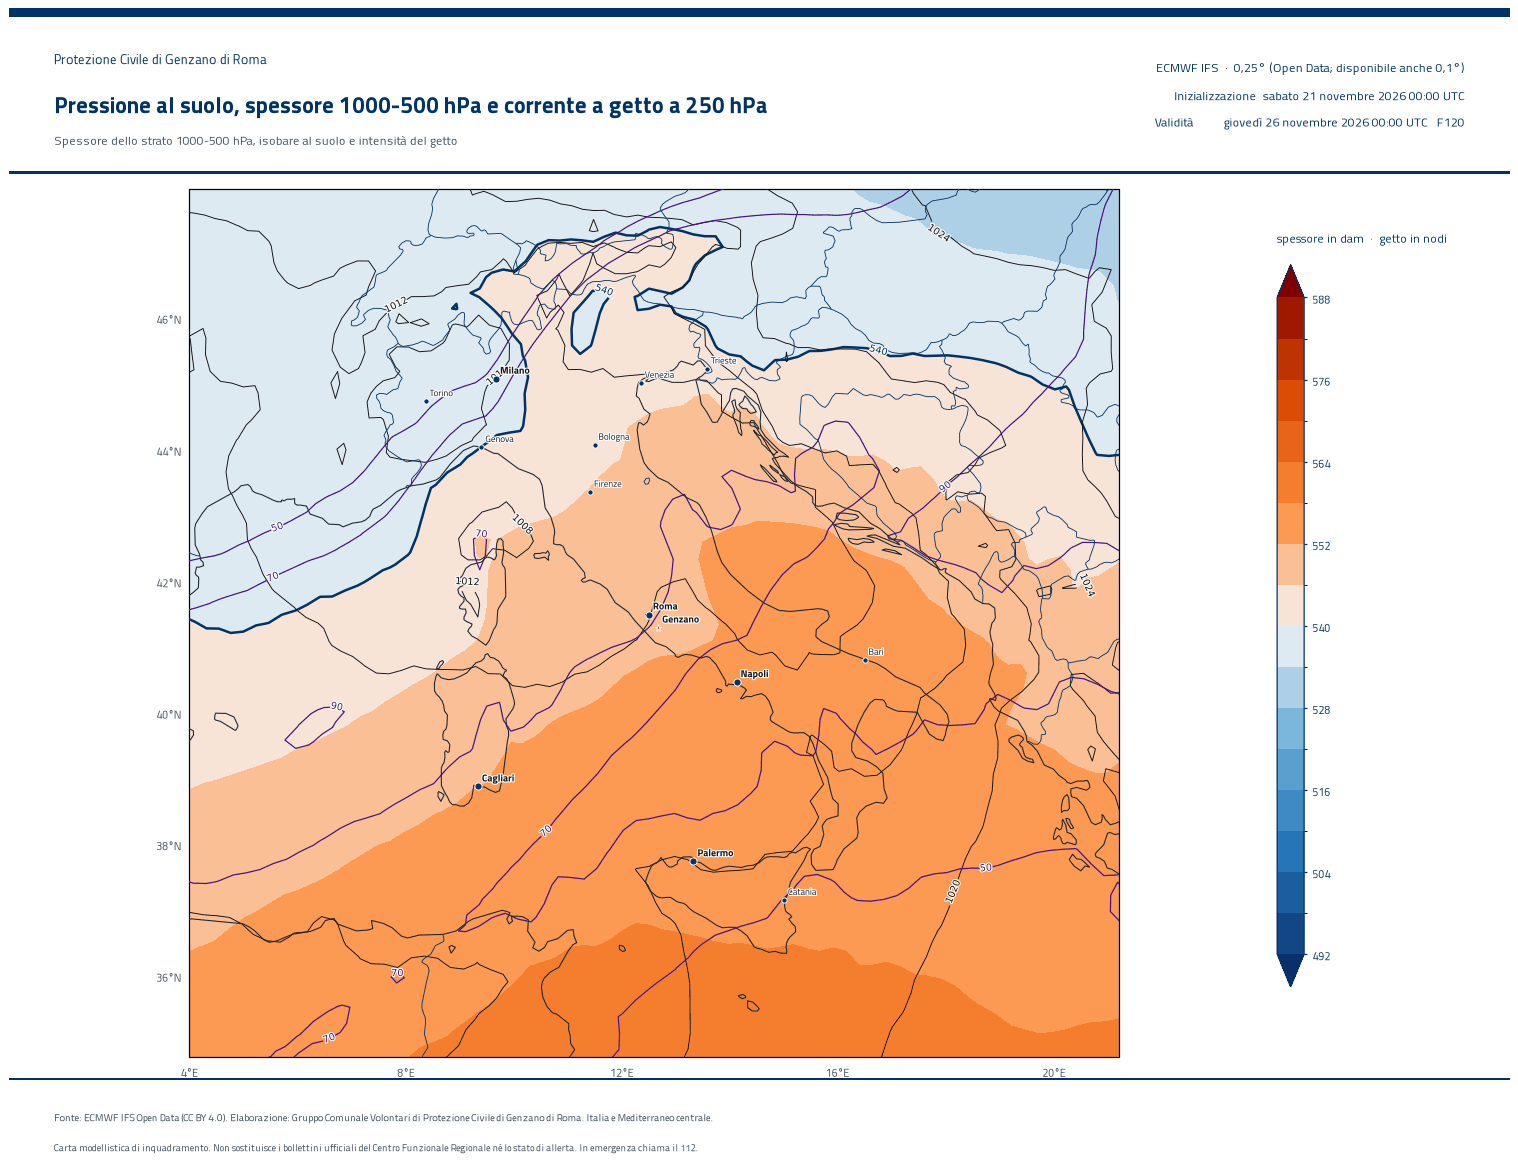 Protezione Civile di Genzano di Roma
Pressione al suolo, spessore 1000-500 hPa e corrente a getto a 250 hPa
Spessore dello strato 1000-500 hPa, isobare al suolo e intensità del getto
ECMWF IFS · 0,25° (Open Data; disponibile anche 0,1°)
Inizializzazione sabato 21 novembre 2026 00:00 UTC
Validità giovedì 26 novembre 2026 00:00 UTC F120
spessore in dam · getto in nodi
588
576
564
552
540
528
516
504
492
46°N
44°N
42°N
40°N
38°N
36°N
4°E
8°E
12°E
16°E
20°E
1024
1012
540
540
Trieste
Milano
Venezia
Torino
Genova
Bologna
Firenze
90
1008
50
70
70
1012
1024
Roma
Genzano
Bari
Napoli
90
Cagliari
70
Palermo
50
Catania
1020
70
70
Fonte: ECMWF IFS Open Data (CC BY 4.0). Elaborazione: Gruppo Comunale Volontari di Protezione Civile di Genzano di Roma. Italia e Mediterraneo centrale.
Carta modellistica di inquadramento. Non sostituisce i bollettini ufficiali del Centro Funzionale Regionale né lo stato di allerta. In emergenza chiama il 112.